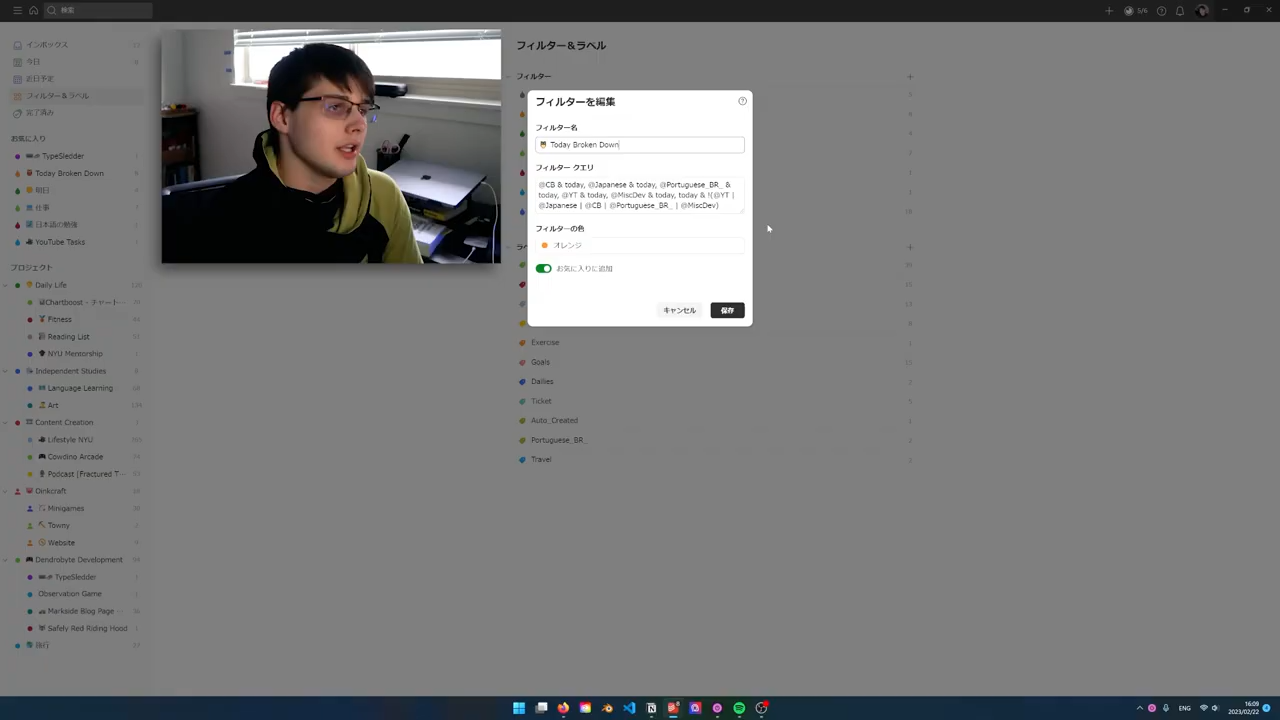 検索
5/6
インボックス
今日
近日予定
フィルター＆ラベル
完了済み
お気に入り
TypeSledder
Today Broken Down
明日
仕事
日本語の勉強
YouTube Tasks
プロジェクト
Daily Life
Chartboost - チャート…
Fitness
Reading List
NYU Mentorship
Independent Studies
Language Learning
Art
Content Creation
Lifestyle NYU
Cowdino Arcade
Podcast [Fractured T…
Dinkcraft
Minigames
Towny
Website
Dendrobyte Development
TypeSledder
Observation Game
Markside Blog Page …
Safely Red Riding Hood
旅行
フィルター＆ラベル
フィルター
フィルターを編集
フィルター名
Today Broken Down
フィルター クエリ
@CB & today, @Japanese & today, @Portuguese_BR_ &
today, @YT & today, @MiscDev & today, today & !(@YT |
@Japanese | @CB | @Portuguese_BR_ | @MiscDev)
フィルターの色
オレンジ
お気に入りに追加
キャンセル
保存
Exercise
Goals
Dailies
Ticket
Auto_Created
Portuguese_BR_
Travel
ENG
16:09
2023/02/22